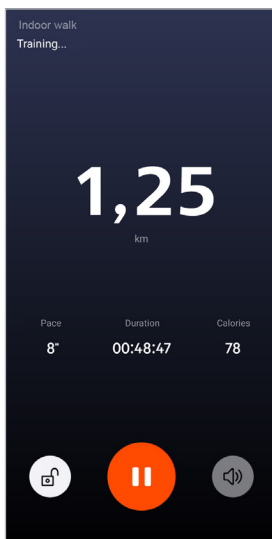 Indoor walk
Training...
1,25
km
Pace
Duration
Calories
8"
00:48:47
78